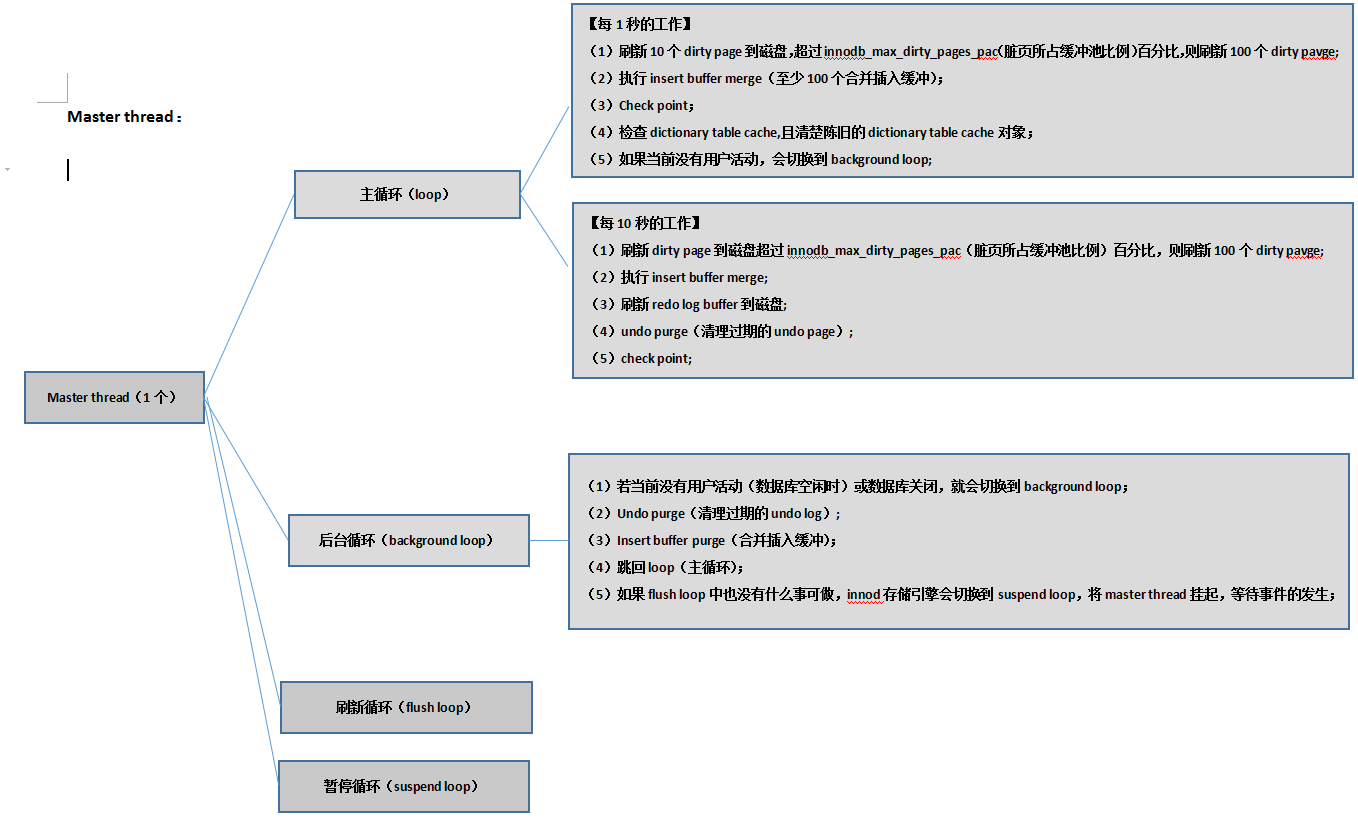 Master thread：
【每 1 秒的工作】
（1）刷新 10 个 dirty page 到磁盘,超过 innodb_max_dirty_pages_pac（脏页所占缓冲池比例）百分比,则刷新 100 个 dirty pavge;
（2）执行 insert buffer merge（至少 100 个合并插入缓冲）；
（3）Check point；
（4）检查 dictionary table cache,且清楚陈旧的 dictionary table cache 对象；
（5）如果当前没有用户活动，会切换到 background loop;
主循环（loop）
【每 10 秒的工作】
（1）刷新 dirty page 到磁盘超过 innodb_max_dirty_pages_pac（脏页所占缓冲池比例）百分比，则刷新 100 个 dirty pavge;
（2）执行 insert buffer merge;
（3）刷新 redo log buffer 到磁盘;
（4）undo purge（清理过期的 undo page）;
（5）check point;
Master thread（1 个）
后台循环（background loop）
（1）若当前没有用户活动（数据库空闲时）或数据库关闭，就会切换到 background loop；
（2）Undo purge（清理过期的 undo log）;
（3）Insert buffer purge（合并插入缓冲）；
（4）跳回 loop（主循环）；
（5）如果 flush loop 中也没有什么事可做，innod 存储引擎会切换到 suspend loop，将 master thread 挂起，等待事件的发生；
刷新循环（flush loop）
暂停循环（suspend loop）